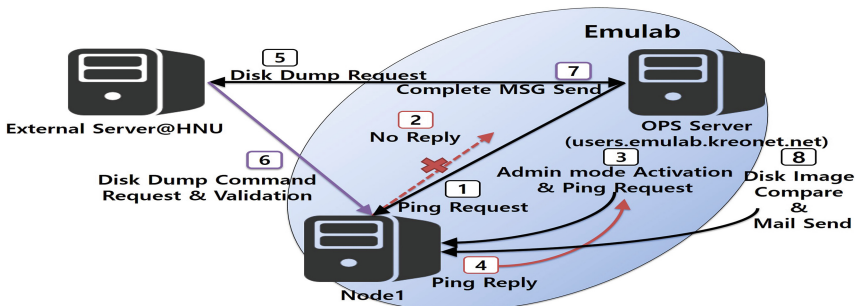 Emulab
5
Disk Dump Request
7
Complete MSG Send
External Server@HNU
2
No Reply
OPS Server
(users.emulab.kreonet.net)
6
Disk Dump Command
Request & Validation
3
Admin mode Activation
& Ping Request
8
Disk Image
Compare
&
Mail Send
1
Ping Request
4
Ping Reply
Node1